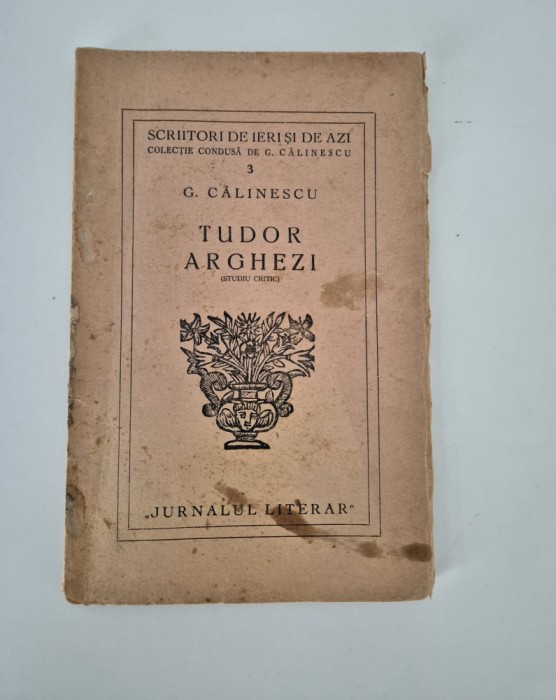 SCRIITORI DE IERI ȘI DE AZI
COLECȚIE CONDUSĂ DE G. CĂLINESCU
3
G. CĂLINESCU
TUDOR
ARGHEZI
(STUDIU CRITIC)
„JURNALUL LITERAR"